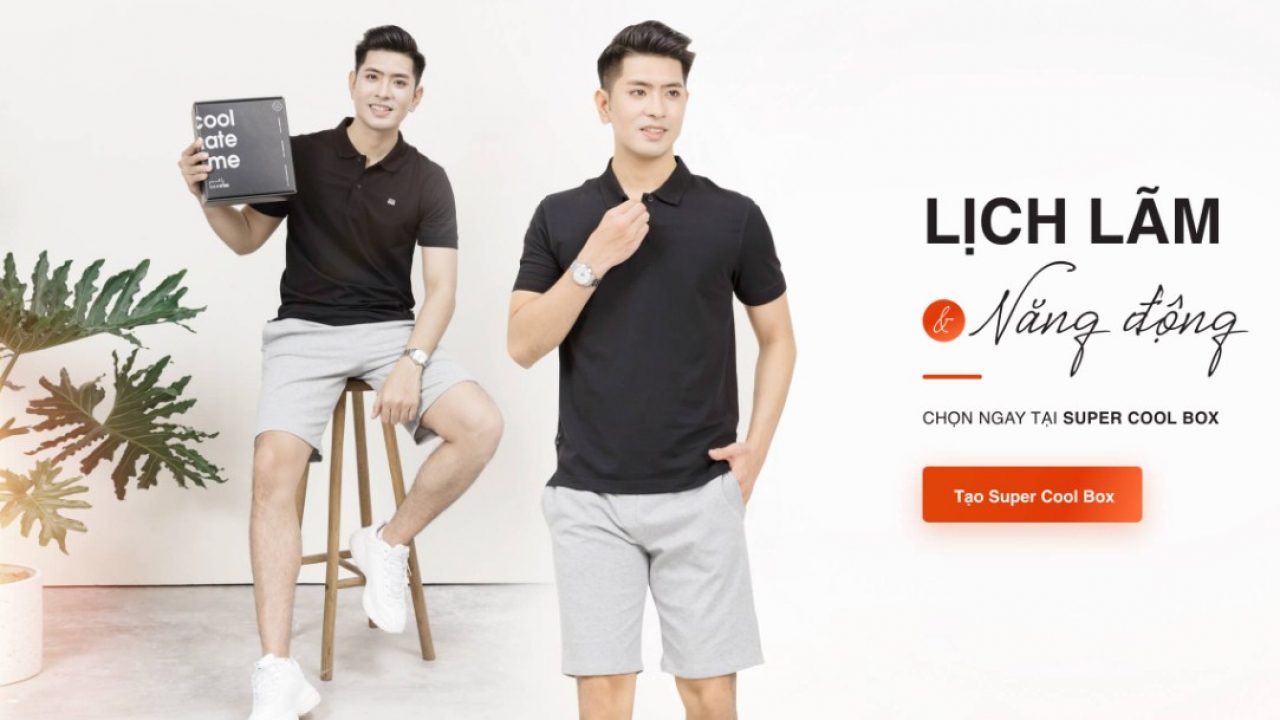 cool
ate
me
LỊCH LÃM
& Năng động
CHỌN NGAY TẠI SUPER COOL BOX
Tạo Super Cool Box